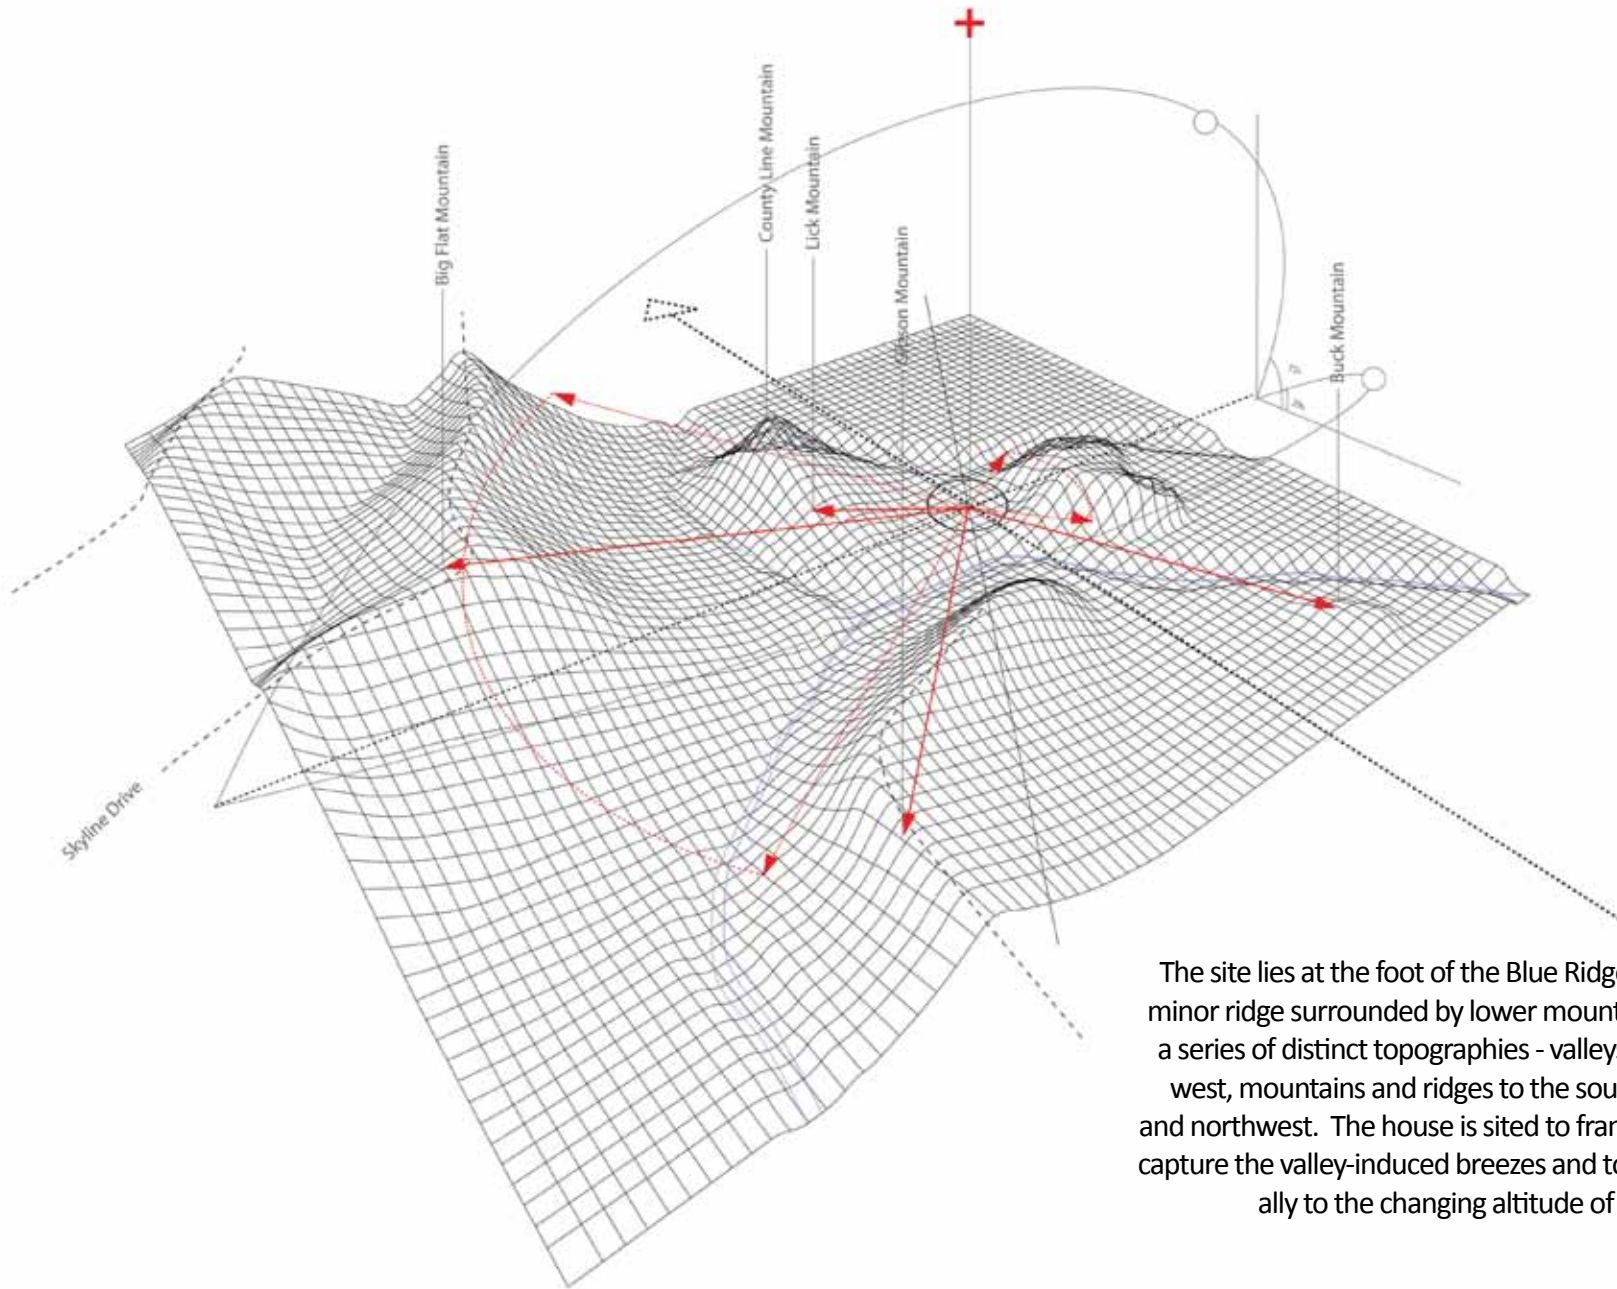 County Line Mountain
Lick Mountain
Big Flat Mountain
Mountain
Buck Mountain
Skyline Drive
The site lies at the foot of the Blue Ridge
minor ridge surrounded by lower mount
a series of distinct topographies - valley
west, mountains and ridges to the sou
and northwest.  The house is sited to fran
capture the valley-induced breezes and to
ally to the changing altitude of